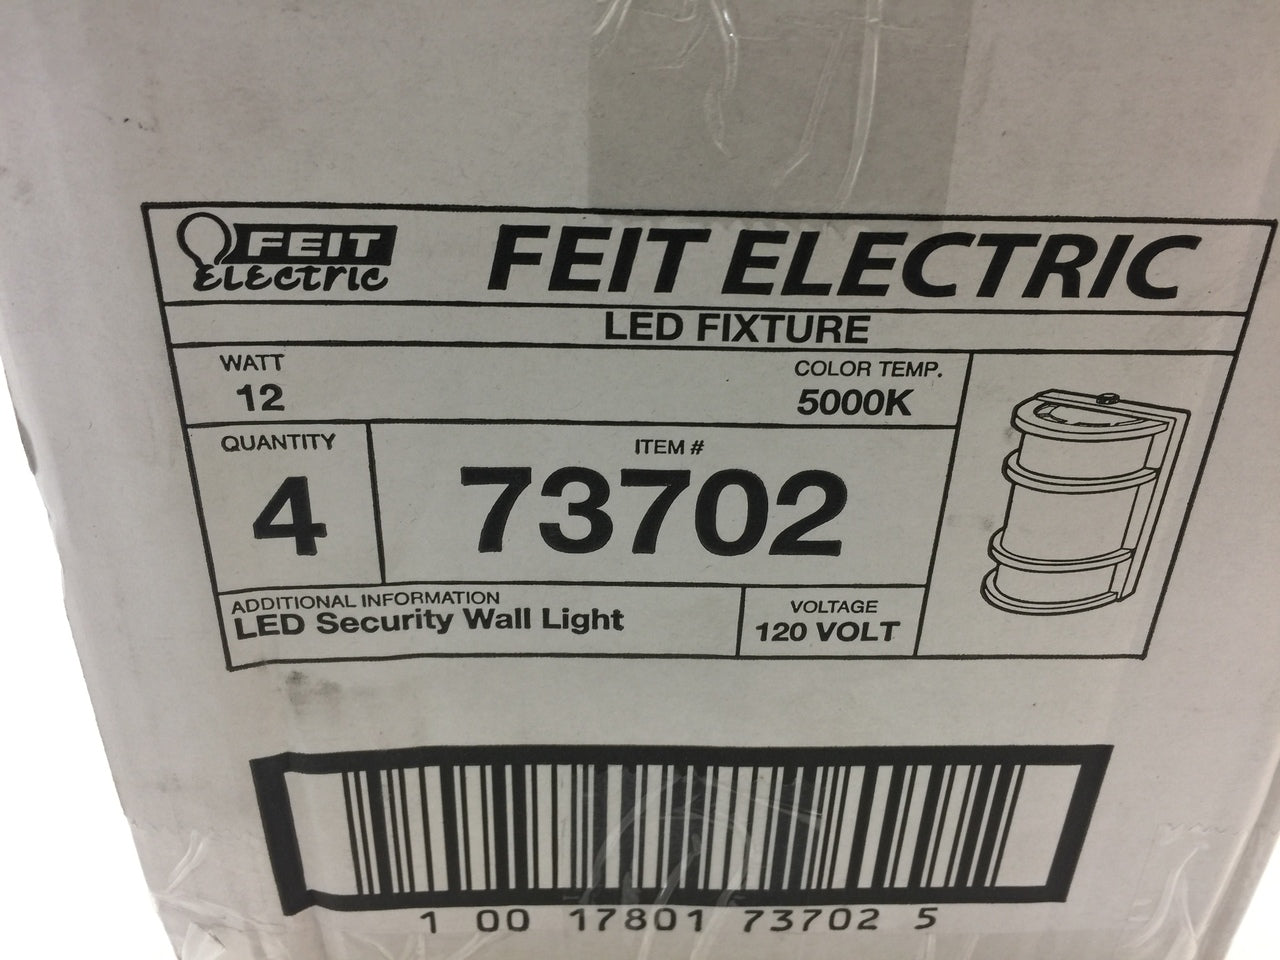 FEIT
ELECTRIC
FEIT ELECTRIC
LED FIXTURE
WATT
12
COLOR TEMP.
5000K
QUANTITY
4
ITEM #
73702
ADDITIONAL INFORMATION
LED Security Wall Light
VOLTAGE
120 VOLT
1 00 17801 73702 5